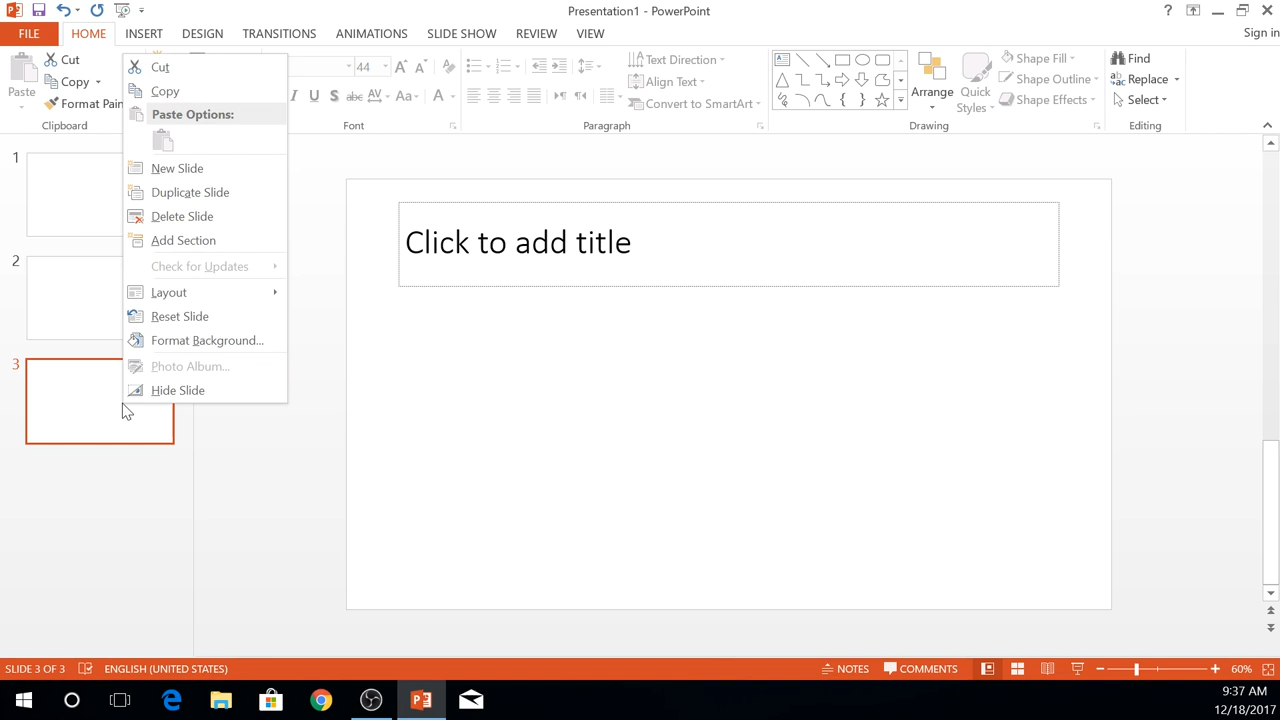 Presentation1 - PowerPoint
?
Sign in
FILE HOME INSERT DESIGN TRANSITIONS ANIMATIONS SLIDE SHOW REVIEW VIEW
Paste
Cut
Copy
Format Pain
Clipboard
44
Aa
Font
Text Direction
Align Text
Convert to SmartArt
Paragraph
Arrange
Quick
Styles
Shape Fill
Shape Outline
Shape Effects
Drawing
Find
Replace
Select
Editing
Cut
Copy
Paste Options:
New Slide
Duplicate Slide
Delete Slide
Add Section
Check for Updates
Layout
Reset Slide
Format Background...
Photo Album...
Hide Slide
1
2
3
Click to add title
SLIDE 3 OF 3
ENGLISH (UNITED STATES)
NOTES
COMMENTS
60%
9:37 AM
12/18/2017